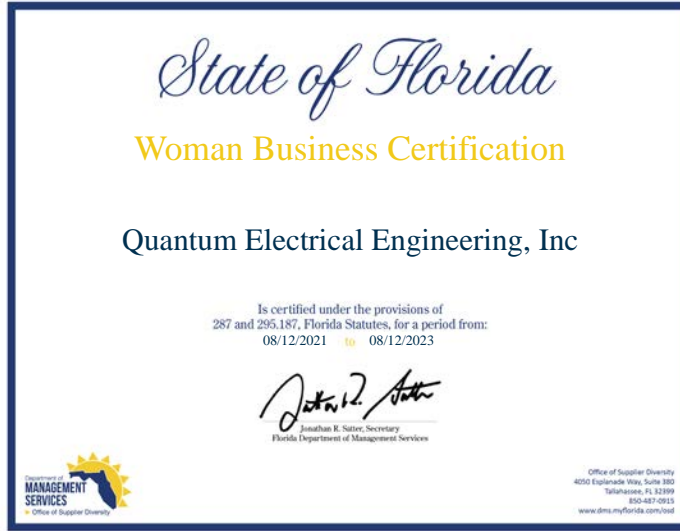 State of Florida
Woman Business Certification
Quantum Electrical Engineering, Inc
Is certified under the provisions of
287 and 295.187, Florida Statutes, for a period from:
08/12/2021 to 08/12/2023
Jonathan R. Satter, Secretary
Florida Department of Management Services
Department of
MANAGEMENT
SERVICES
Office of Supplier Diversity
Office of Supplier Diversity
4050 Esplanade Way, Suite 380
Tallahassee, FL 32399
850-487-0915
www.dms.myflorida.com/osd